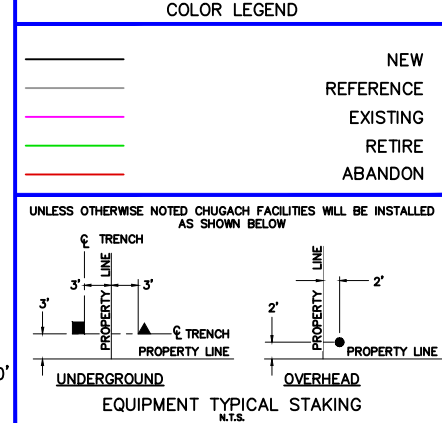 COLOR LEGEND
NEW
REFERENCE
EXISTING
RETIRE
ABANDON
UNLESS OTHERWISE NOTED CHUGACH FACILITIES WILL BE INSTALLED
AS SHOWN BELOW
℄ TRENCH
PROPERTY LINE
3'
3'
3'
℄ TRENCH
PROPERTY LINE
UNDERGROUND
PROPERTY LINE
2'
2'
PROPERTY LINE
OVERHEAD
0'
EQUIPMENT TYPICAL STAKING
N.T.S.